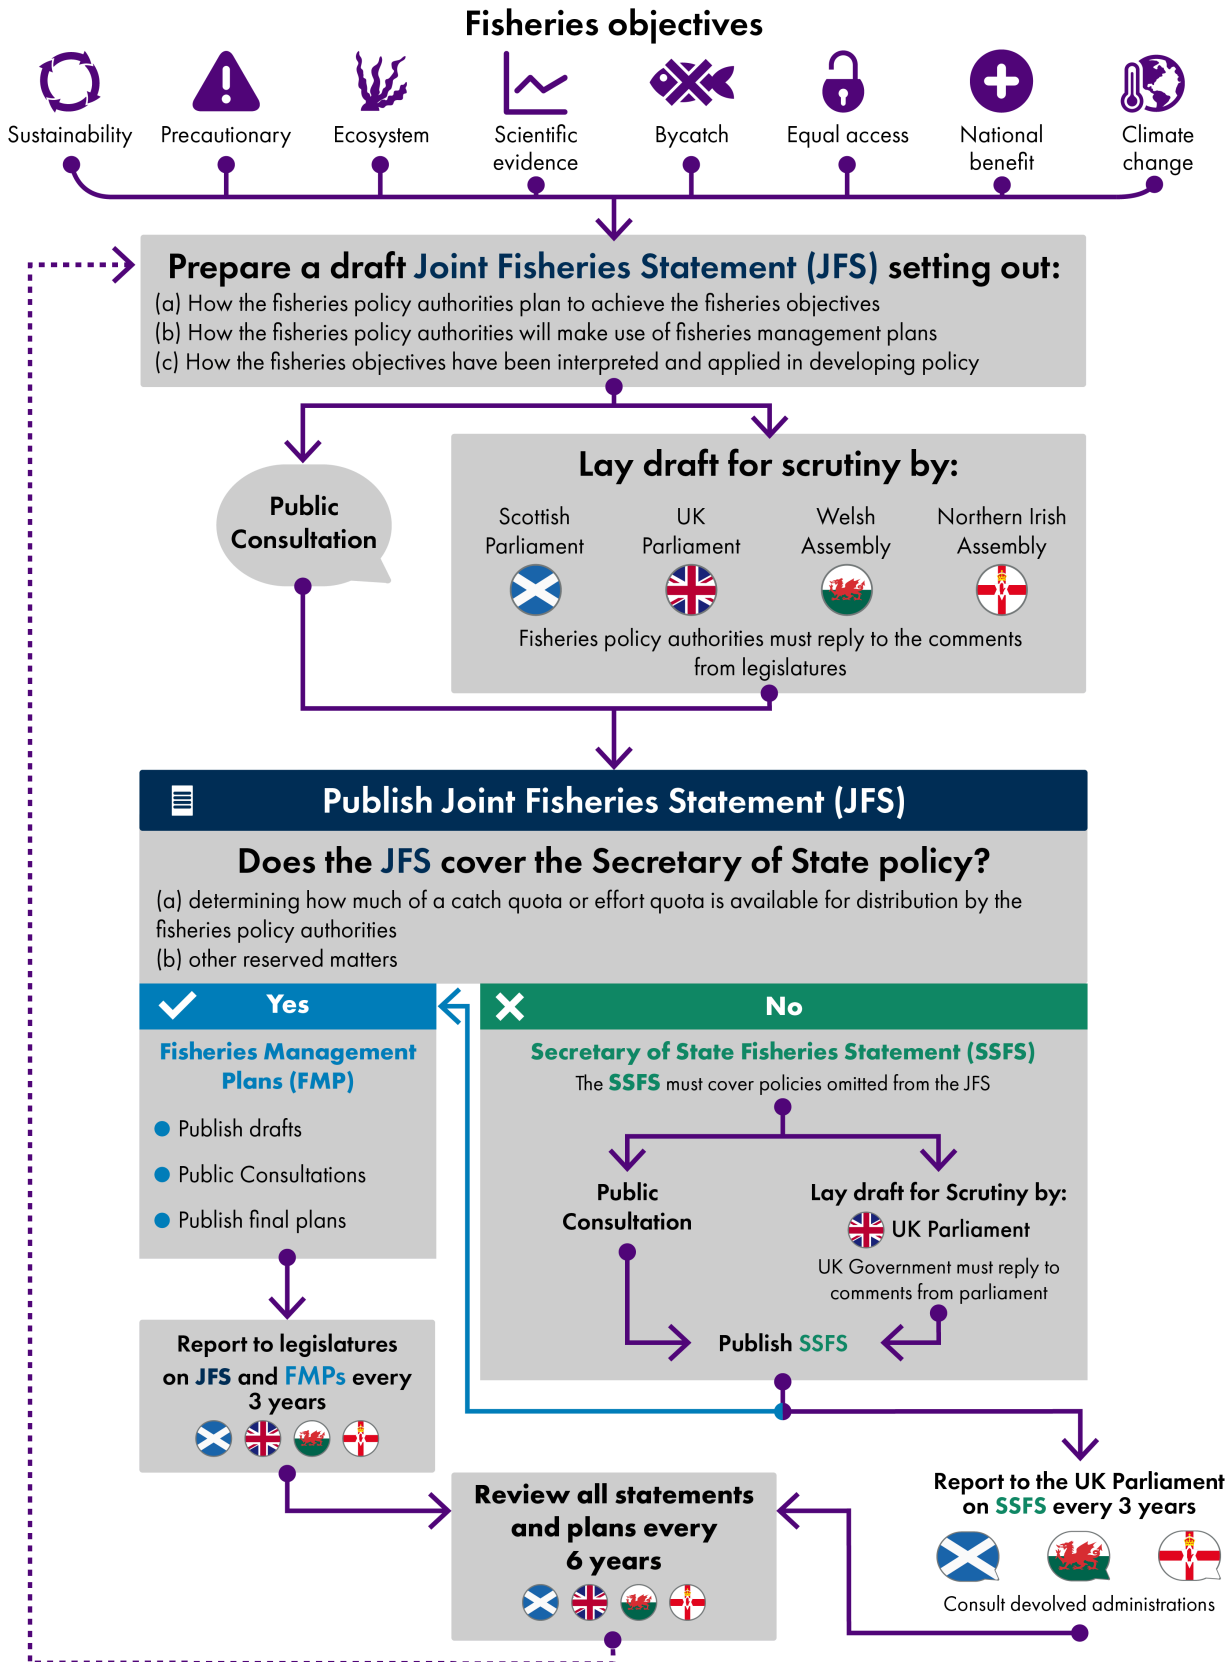 Fisheries objectives
Sustainability
Precautionary
Ecosystem
Scientific
evidence
Bycatch
Equal access
National
benefit
Climate
change
Prepare a draft Joint Fisheries Statement (JFS) setting out:
(a) How the fisheries policy authorities plan to achieve the fisheries objectives
(b) How the fisheries policy authorities will make use of fisheries management plans
(c) How the fisheries objectives have been interpreted and applied in developing policy
Public
Consultation
Lay draft for scrutiny by:
Scottish
Parliament
UK
Parliament
Welsh
Assembly
Northern Irish
Assembly
Fisheries policy authorities must reply to the comments
from legislatures
Publish Joint Fisheries Statement (JFS)
Does the JFS cover the Secretary of State policy?
(a) determining how much of a catch quota or effort quota is available for distribution by the
fisheries policy authorities
(b) other reserved matters
Yes
Fisheries Management
Plans (FMP)
Publish drafts
Public Consultations
Publish final plans
No
Secretary of State Fisheries Statement (SSFS)
The SSFS must cover policies omitted from the JFS
Public
Consultation
Lay draft for Scrutiny by:
UK Parliament
UK Government must reply to
comments from parliament
Publish SSFS
Report to legislatures
on JFS and FMPs every
3 years
Report to the UK Parliament
on SSFS every 3 years
Consult devolved administrations
Review all statements
and plans every
6 years